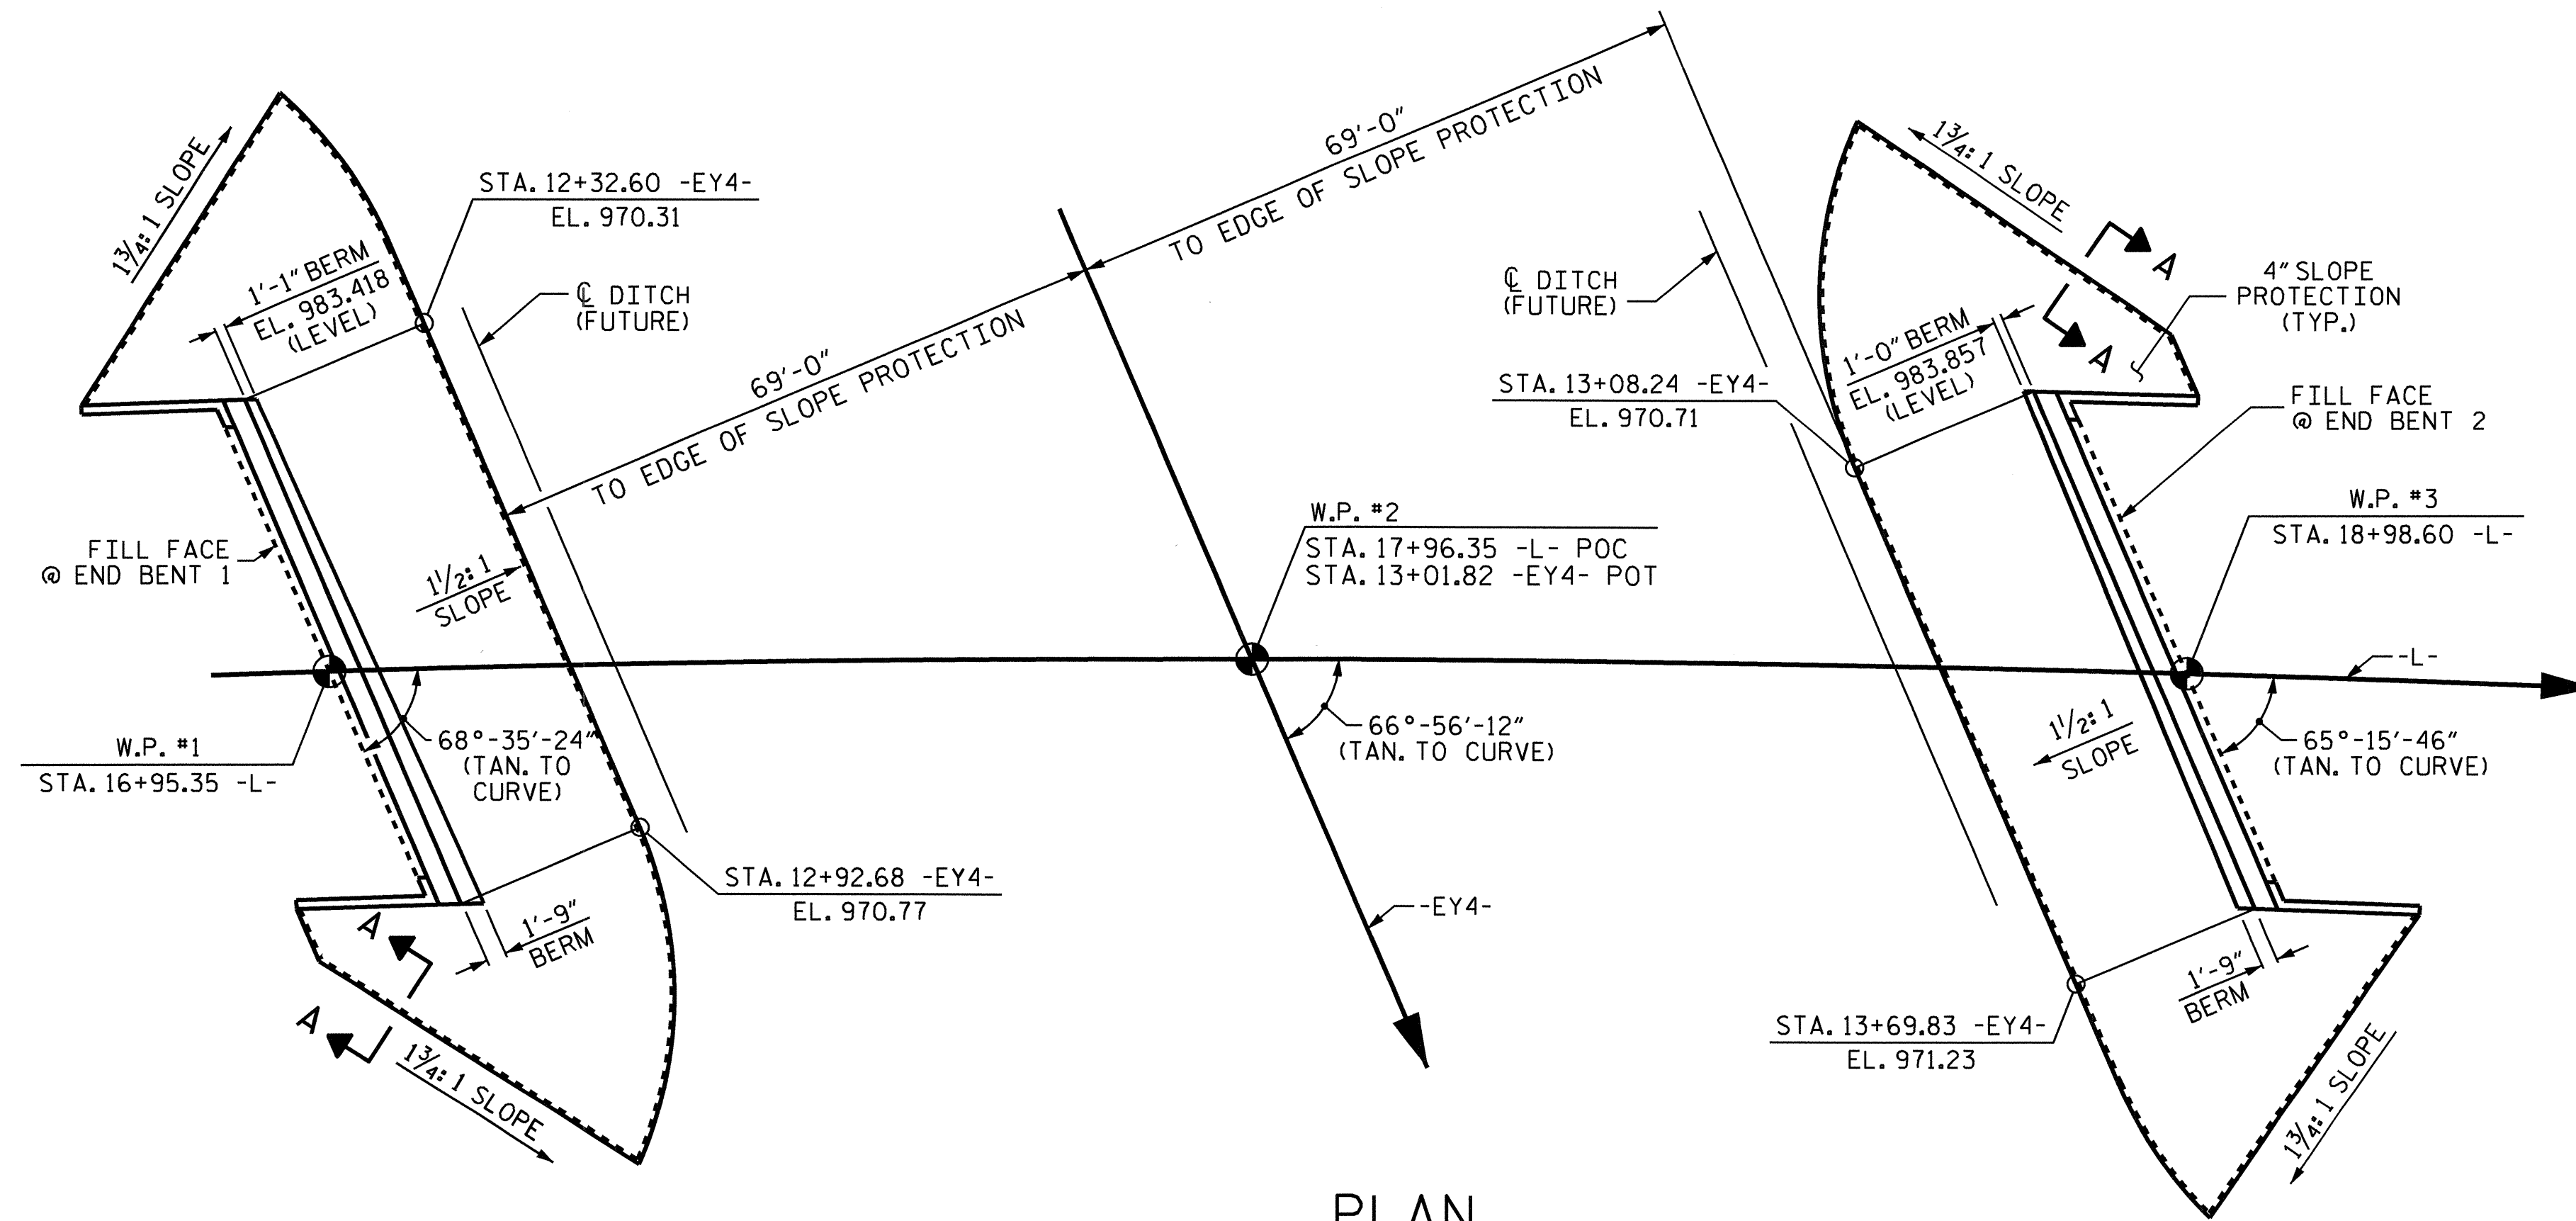 1¾:1 SLOPE
1'-1" BERM
EL. 983.418
(LEVEL)
STA. 12+32.60 -EY4-
EL. 970.31
℄ DITCH
(FUTURE)
69'-0"
TO EDGE OF SLOPE PROTECTION
69'-0"
TO EDGE OF SLOPE PROTECTION
℄ DITCH
(FUTURE)
STA. 13+08.24 -EY4-
EL. 970.71
1'-0" BERM
EL. 983.857
(LEVEL)
1¾:1 SLOPE
A
A
4" SLOPE
PROTECTION
(TYP.)
FILL FACE
@ END BENT 2
FILL FACE
@ END BENT 1
1½:1
SLOPE
W.P. #2
STA. 17+96.35 -L- POC
STA. 13+01.82 -EY4- POT
W.P. #3
STA. 18+98.60 -L-
-L-
W.P. #1
STA. 16+95.35 -L-
68°-35'-24"
(TAN. TO
CURVE)
66°-56'-12"
(TAN. TO CURVE)
1½:1
SLOPE
65°-15'-46"
(TAN. TO CURVE)
STA. 12+92.68 -EY4-
EL. 970.77
-EY4-
1'-9"
BERM
A
A
1¾:1 SLOPE
1'-9"
BERM
STA. 13+69.83 -EY4-
EL. 971.23
1¾:1 SLOPE
PLAN